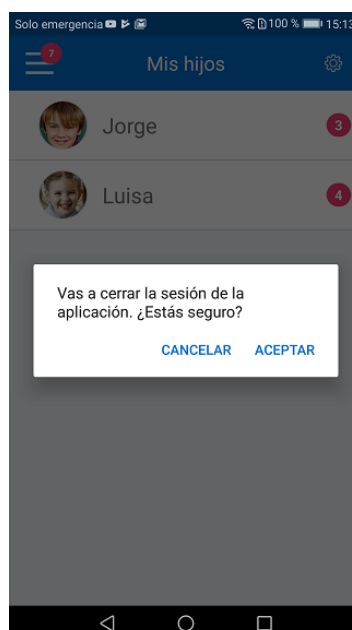 Solo emergencia 100 % 15:13
7
Mis hijos
Jorge
3
Luisa
4
Vas a cerrar la sesión de la
aplicación. ¿Estás seguro?
CANCELAR ACEPTAR